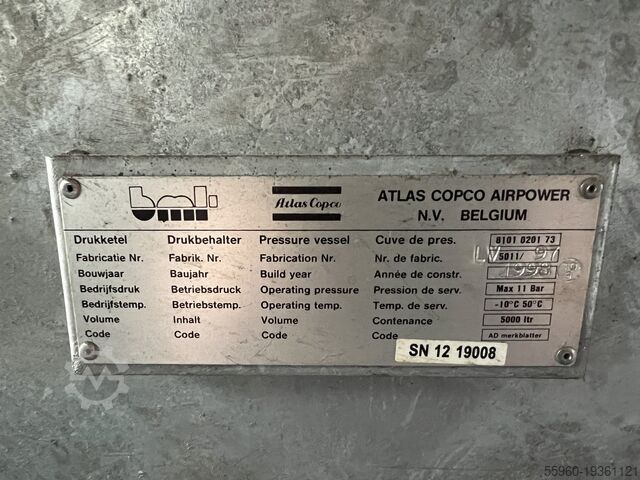 bmli
Atlas Copco
ATLAS COPCO AIRPOWER
N.V. BELGIUM
Drukketel Drukbehalter Pressure vessel Cuve de pres. 8101 0201 73
Fabricatie Nr. Fabrik. Nr. Fabrication Nr. Nr. de fabric. LV 5011/ 97
Bouwjaar Baujahr Build year Année de constr. 1998
Bedrijfsdruk Betriebsdruck Operating pressure Pression de serv. Max 11 Bar
Bedrijfstemp. Betriebstemp. Operating temp. Temp. de serv. -10°C 50°C
Volume Inhalt Volume Contenance 5000 ltr
Code Code Code Code AD merkblatter
SN 12 19008
55960-19361121